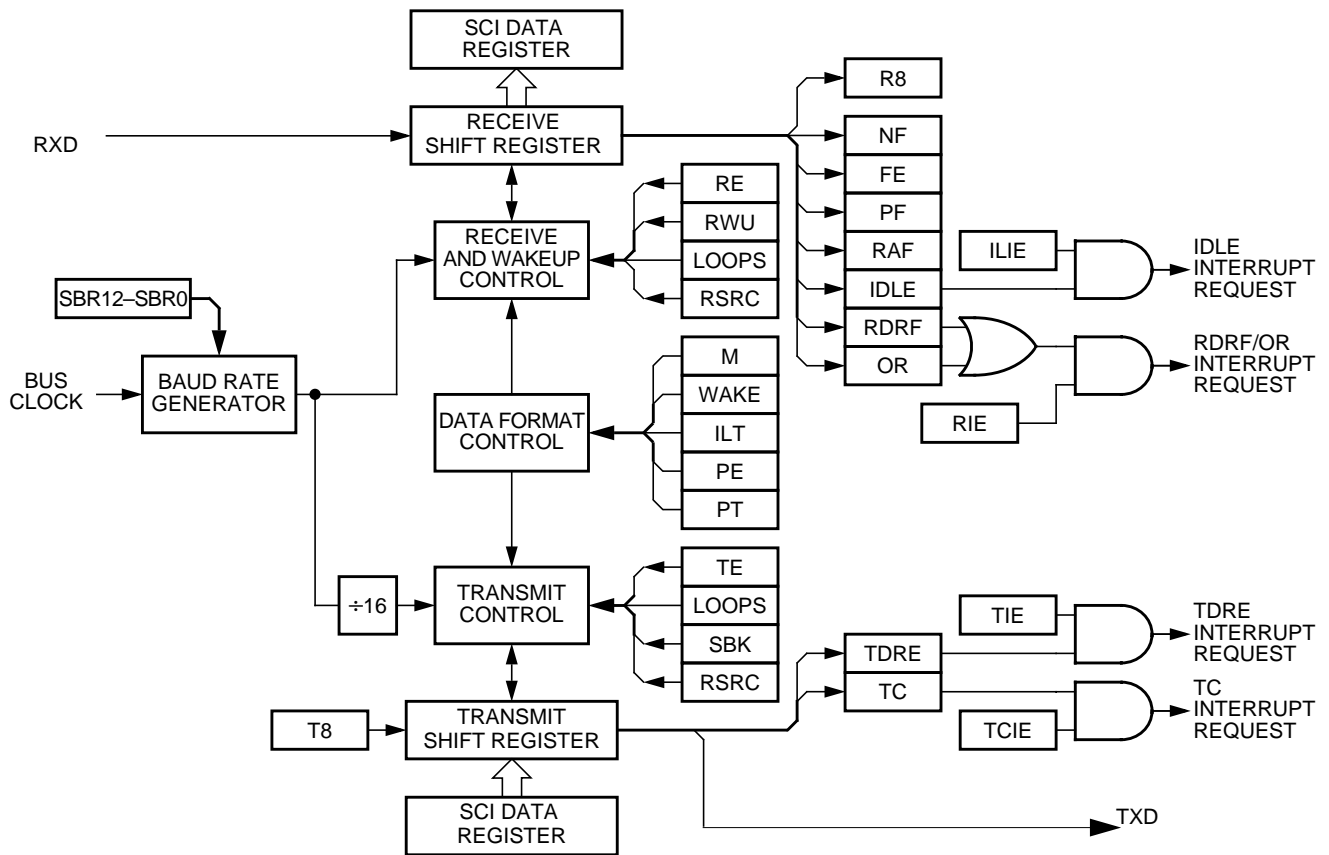 SCI DATA
REGISTER
RXD
RECEIVE
SHIFT REGISTER
R8
NF
FE
PF
RAF
IDLE
RDRF
OR
RE
RWU
LOOPS
RSRC
RECEIVE
AND WAKEUP
CONTROL
ILIE
IDLE
INTERRUPT
REQUEST
RDRF/OR
INTERRUPT
REQUEST
RIE
SBR12–SBR0
BUS
CLOCK
BAUD RATE
GENERATOR
DATA FORMAT
CONTROL
M
WAKE
ILT
PE
PT
÷16
TRANSMIT
CONTROL
TE
LOOPS
SBK
RSRC
TIE
TDRE
INTERRUPT
REQUEST
TDRE
TC
TC
INTERRUPT
REQUEST
TCIE
T8
TRANSMIT
SHIFT REGISTER
SCI DATA
REGISTER
TXD